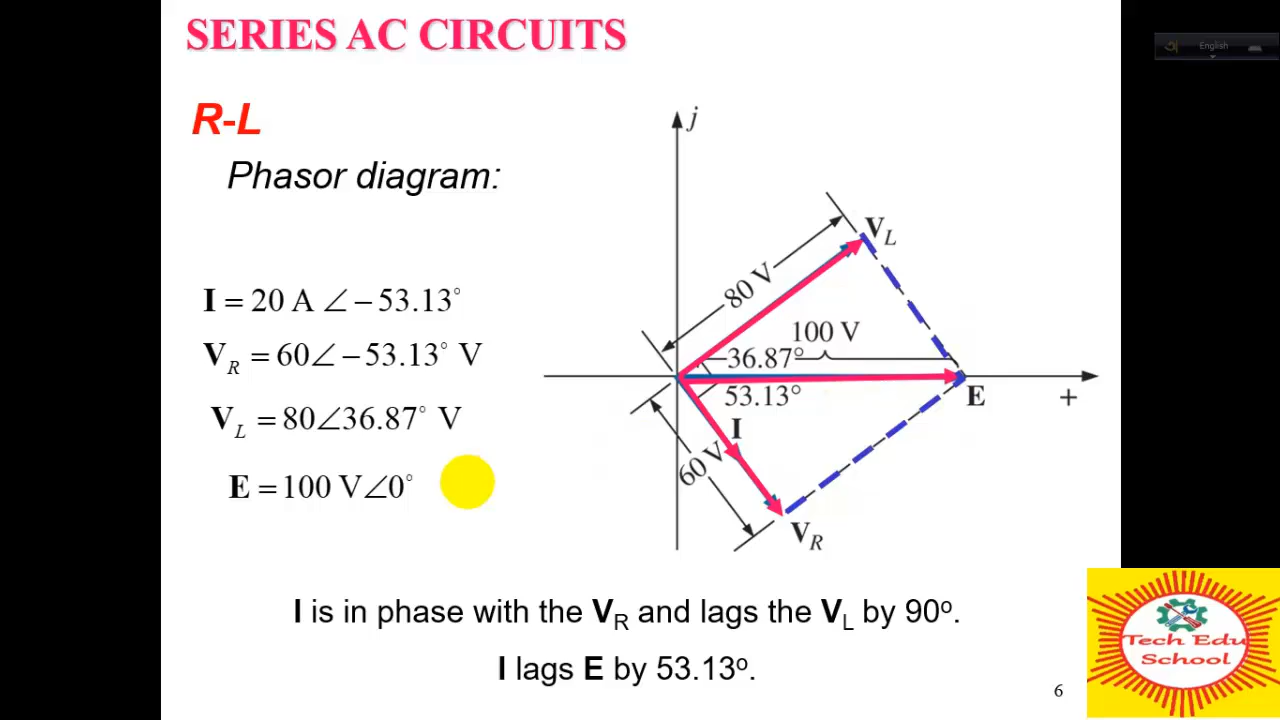 SERIES AC CIRCUITS
English
R-L
Phasor diagram:
j
V_L
80 V
100 V
I = 20 A ∠ − 53.13°
V_R = 60∠ − 53.13° V
36.87°
53.13°
E
+
V_L = 80∠36.87° V
I
60 V
E = 100 V∠0°
V_R
I is in phase with the V_R and lags the V_L by 90º.
I lags E by 53.13º.
6
Tech Edu
School